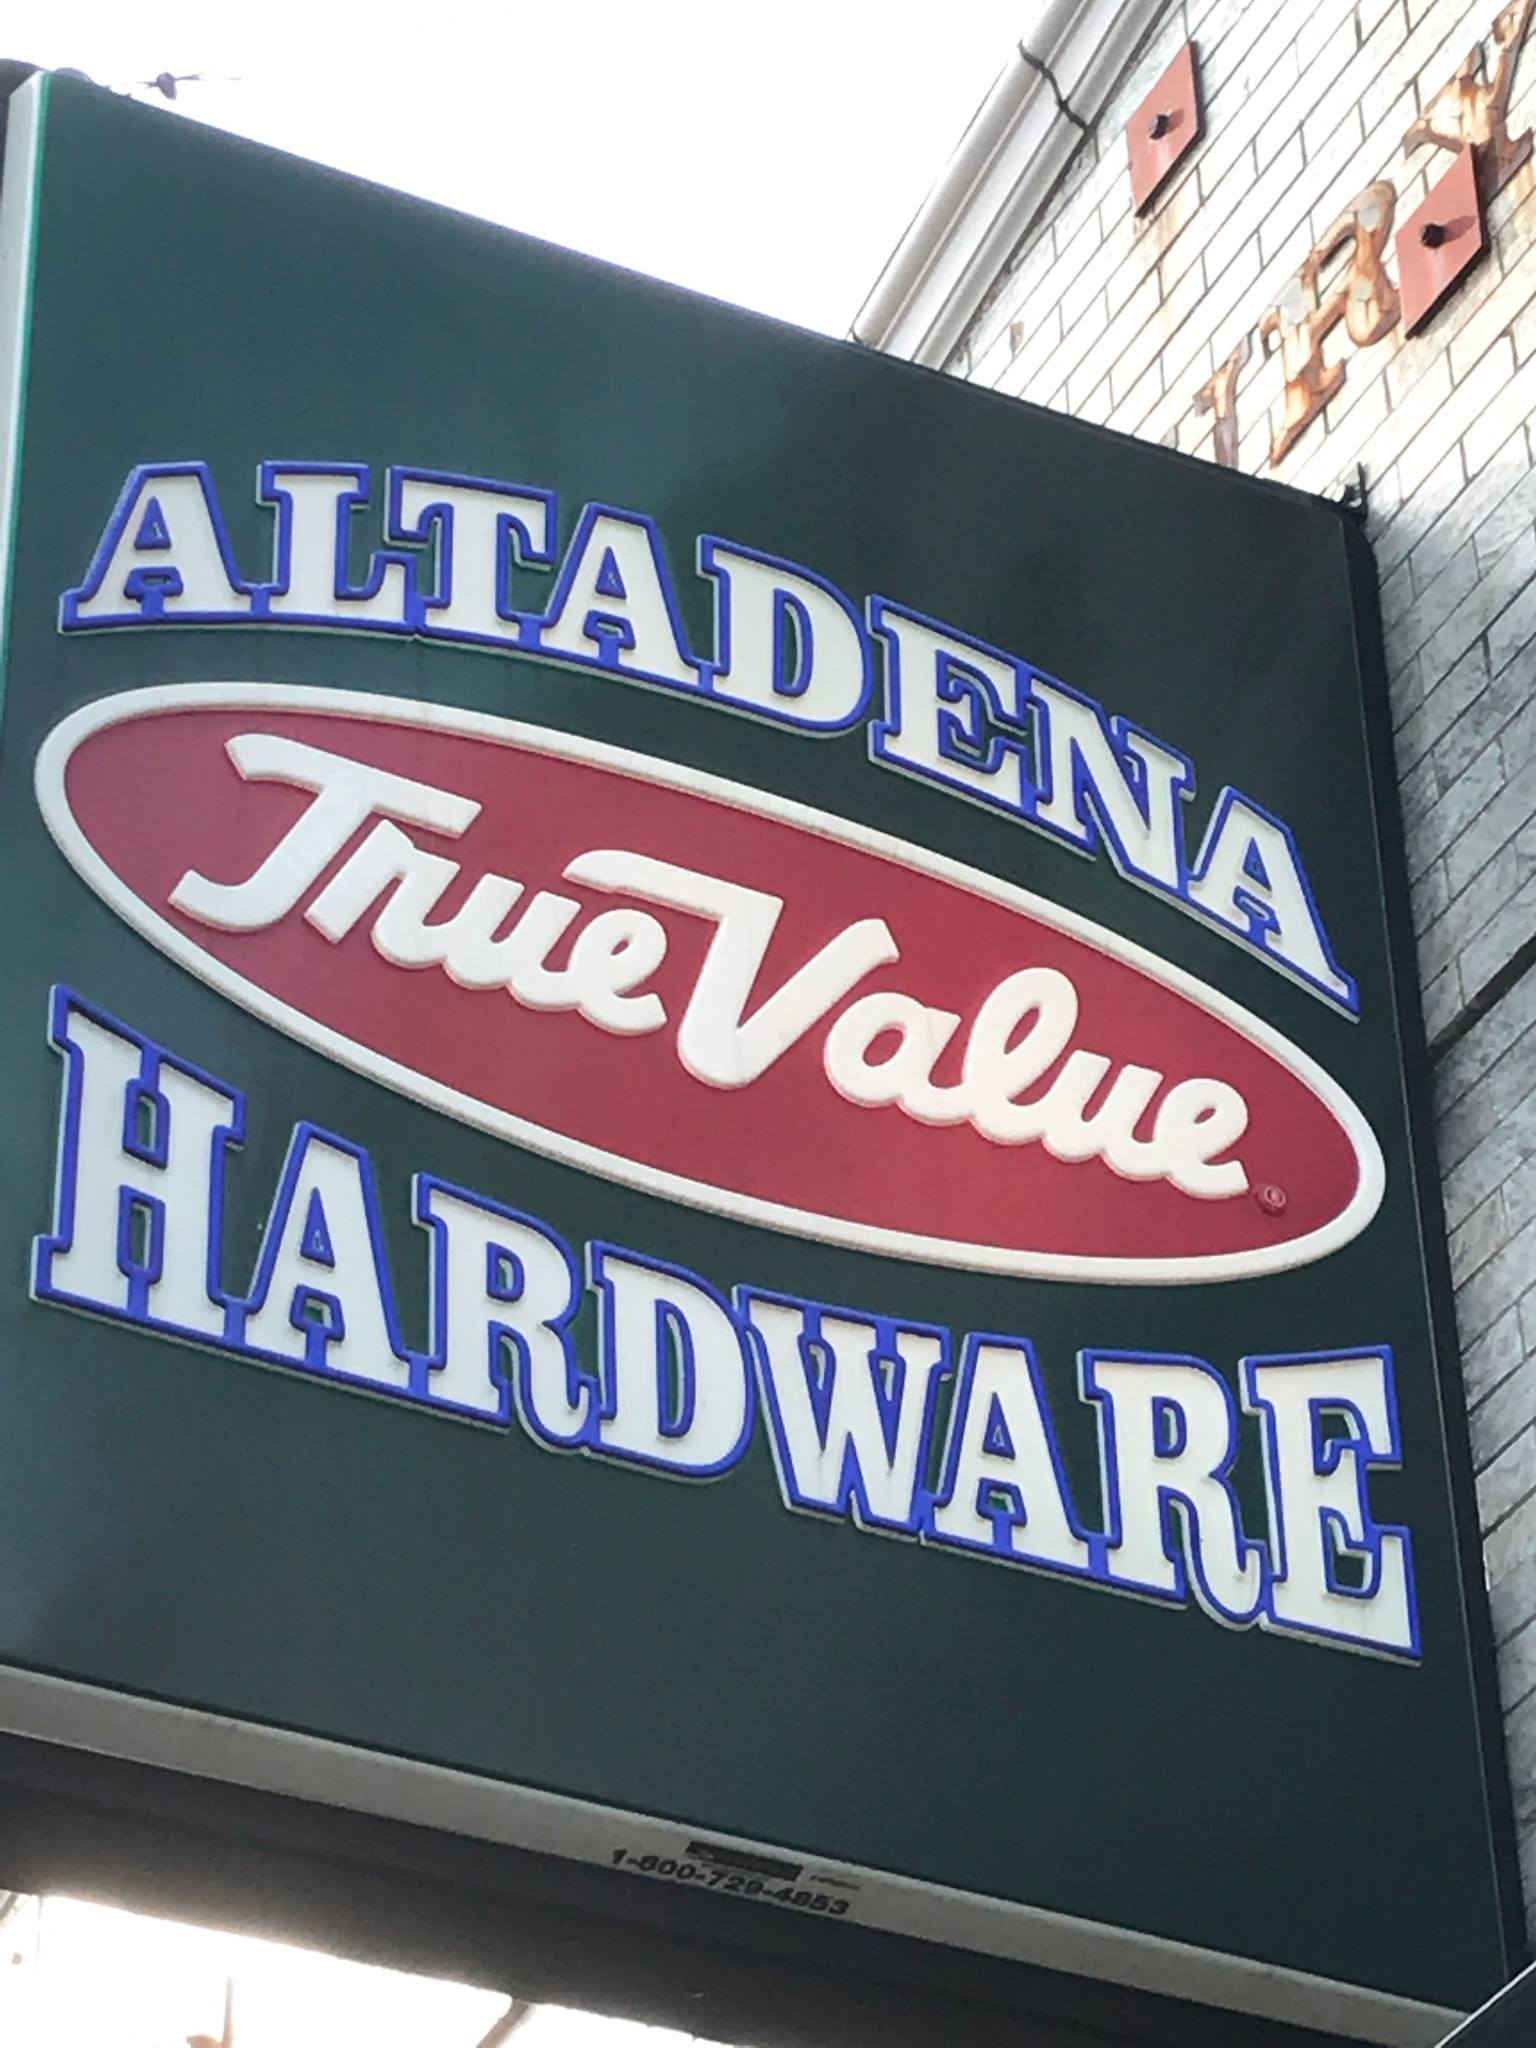 ALTADENA
True Value®
HARDWARE
1-800-729-4853